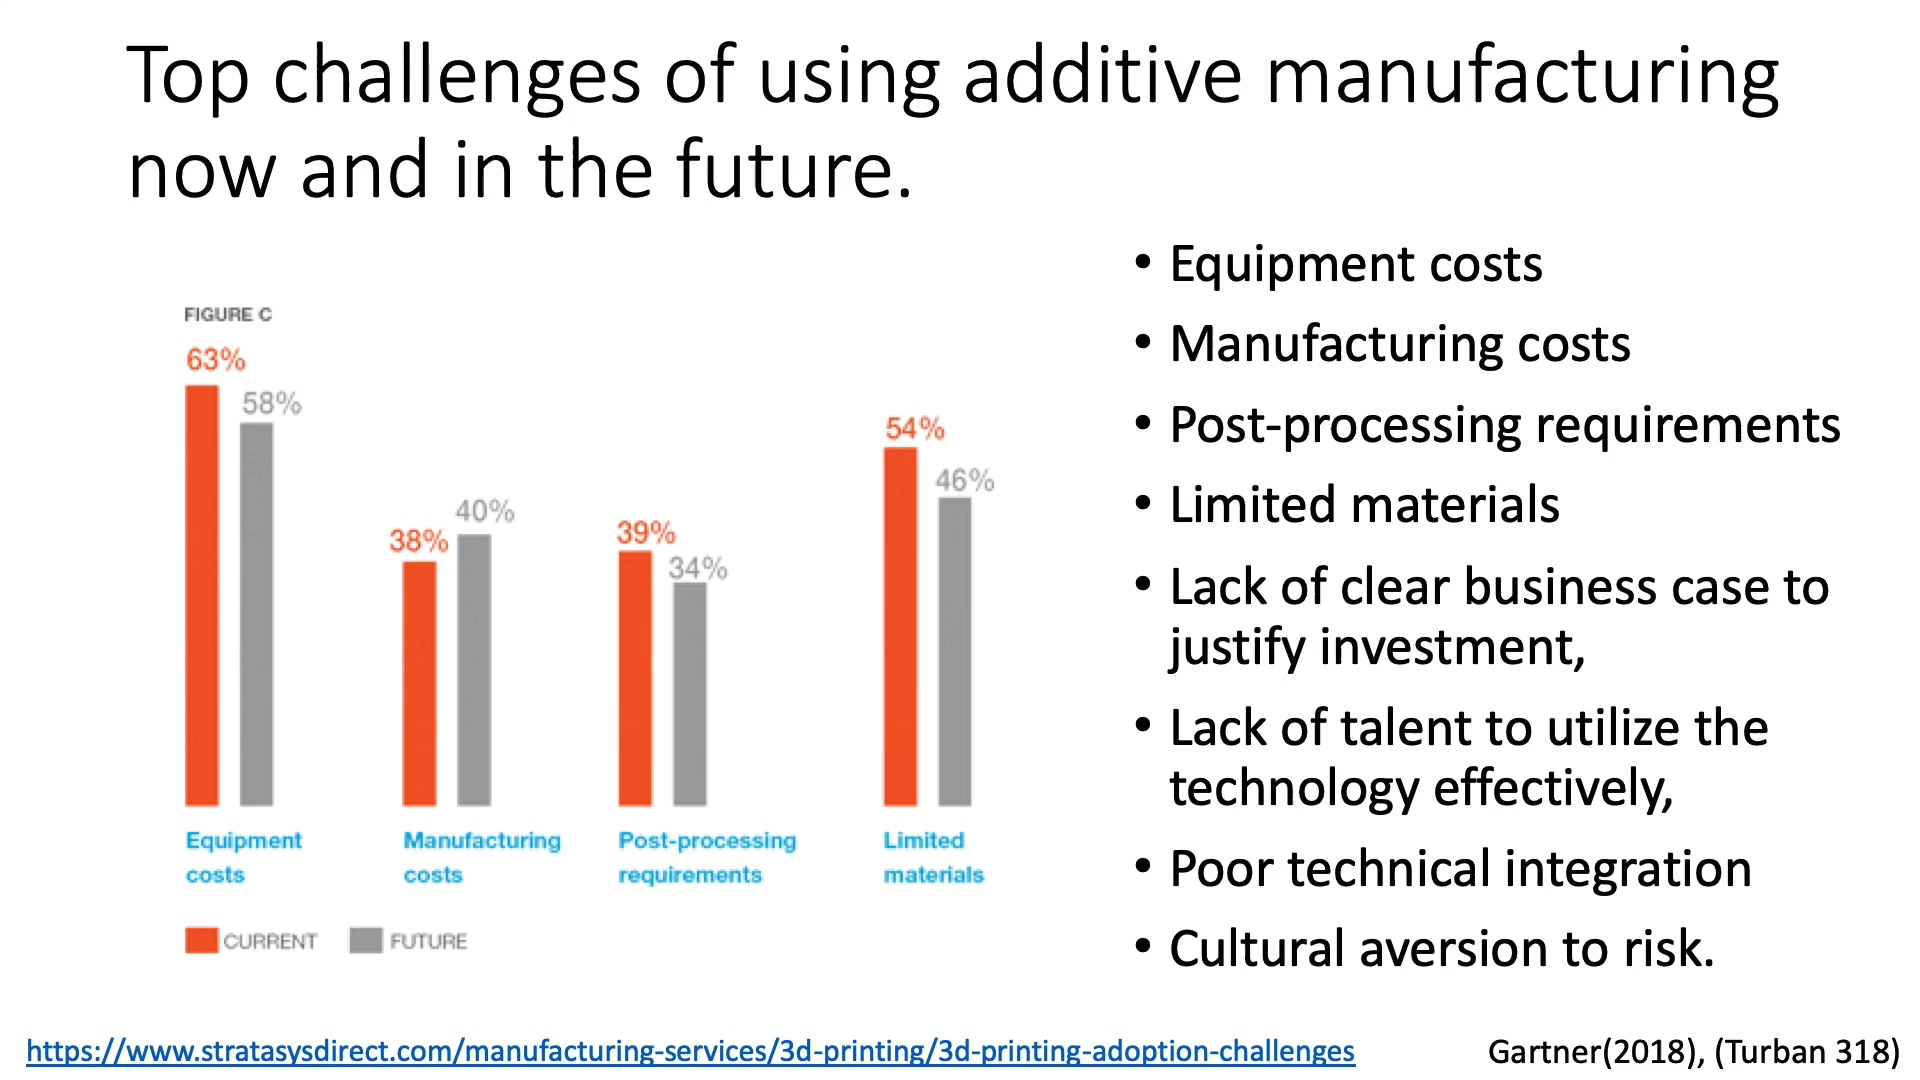 Top challenges of using additive manufacturing
now and in the future.
FIGURE C
63%
58%
38%
40%
39%
34%
54%
46%
Equipment
costs
Manufacturing
costs
Post-processing
requirements
Limited
materials
CURRENT
FUTURE
• Equipment costs
• Manufacturing costs
• Post-processing requirements
• Limited materials
• Lack of clear business case to
justify investment,
• Lack of talent to utilize the
technology effectively,
• Poor technical integration
• Cultural aversion to risk.
https://www.stratasysdirect.com/manufacturing-services/3d-printing/3d-printing-adoption-challenges
Gartner(2018), (Turban 318)